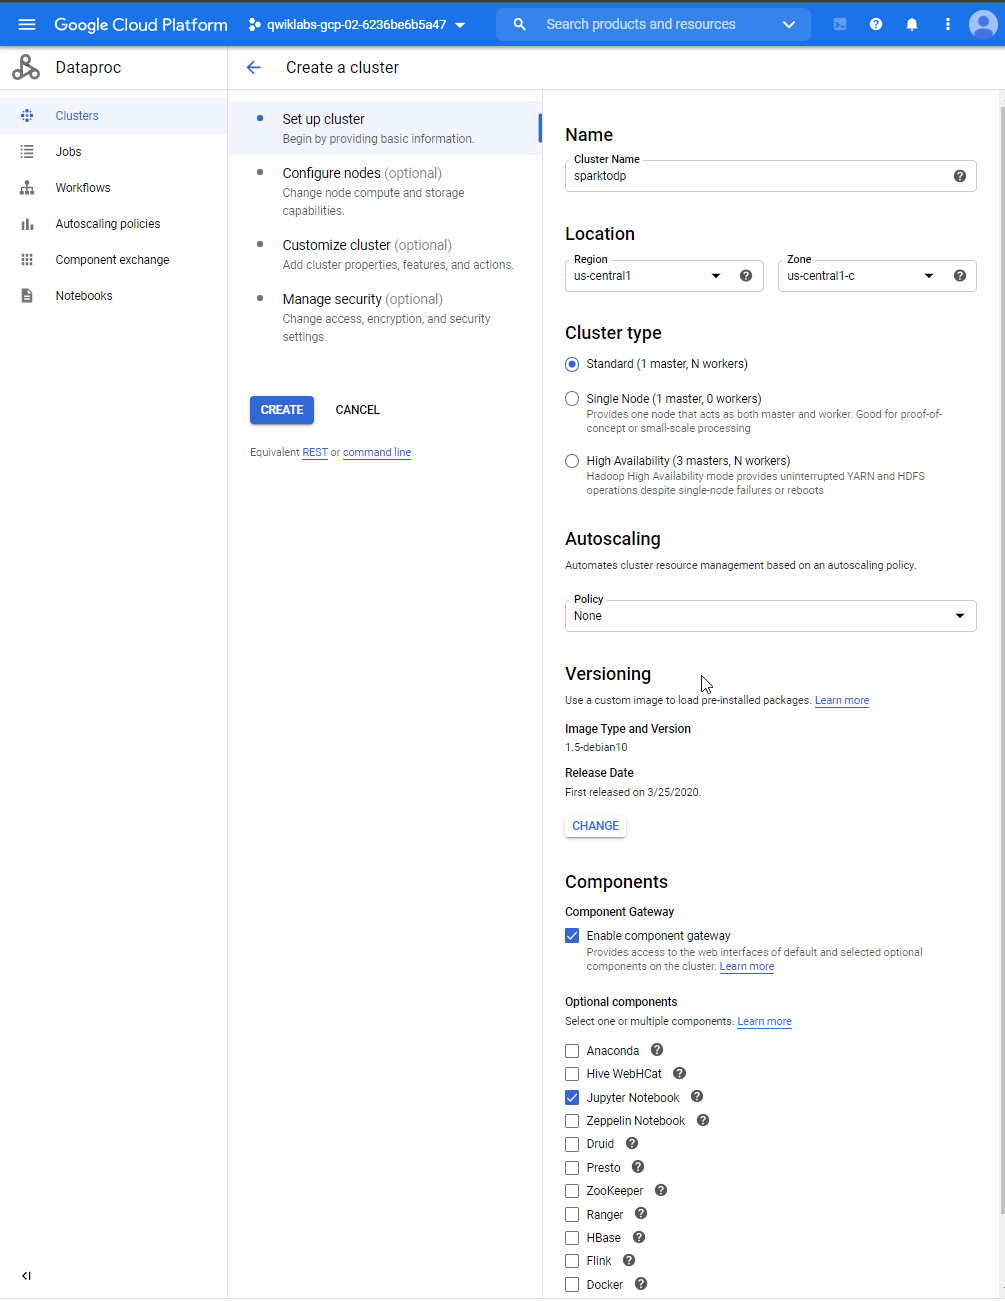 Google Cloud Platform
qwiklabs-gcp-02-6236be6b5a47
Search products and resources
Dataproc
Create a cluster
Clusters
Jobs
Workflows
Autoscaling policies
Component exchange
Notebooks
Set up cluster
Begin by providing basic information.
Configure nodes (optional)
Change node compute and storage
capabilities.
Customize cluster (optional)
Add cluster properties, features, and actions.
Manage security (optional)
Change access, encryption, and security
settings.
CREATE
CANCEL
Equivalent REST or command line
Name
Cluster Name
sparktodp
Location
Region
us-central1
Zone
us-central1-c
Cluster type
Standard (1 master, N workers)
Single Node (1 master, 0 workers)
Provides one node that acts as both master and worker. Good for proof-of-
concept or small-scale processing
High Availability (3 masters, N workers)
Hadoop High Availability mode provides uninterrupted YARN and HDFS
operations despite single-node failures or reboots
Autoscaling
Automates cluster resource management based on an autoscaling policy.
Policy
None
Versioning
Use a custom image to load pre-installed packages. Learn more
Image Type and Version
1.5-debian10
Release Date
First released on 3/25/2020.
CHANGE
Components
Component Gateway
Enable component gateway
Provides access to the web interfaces of default and selected optional
components on the cluster. Learn more
Optional components
Select one or multiple components. Learn more
Anaconda
Hive WebHCat
Jupyter Notebook
Zeppelin Notebook
Druid
Presto
ZooKeeper
Ranger
HBase
Flink
Docker